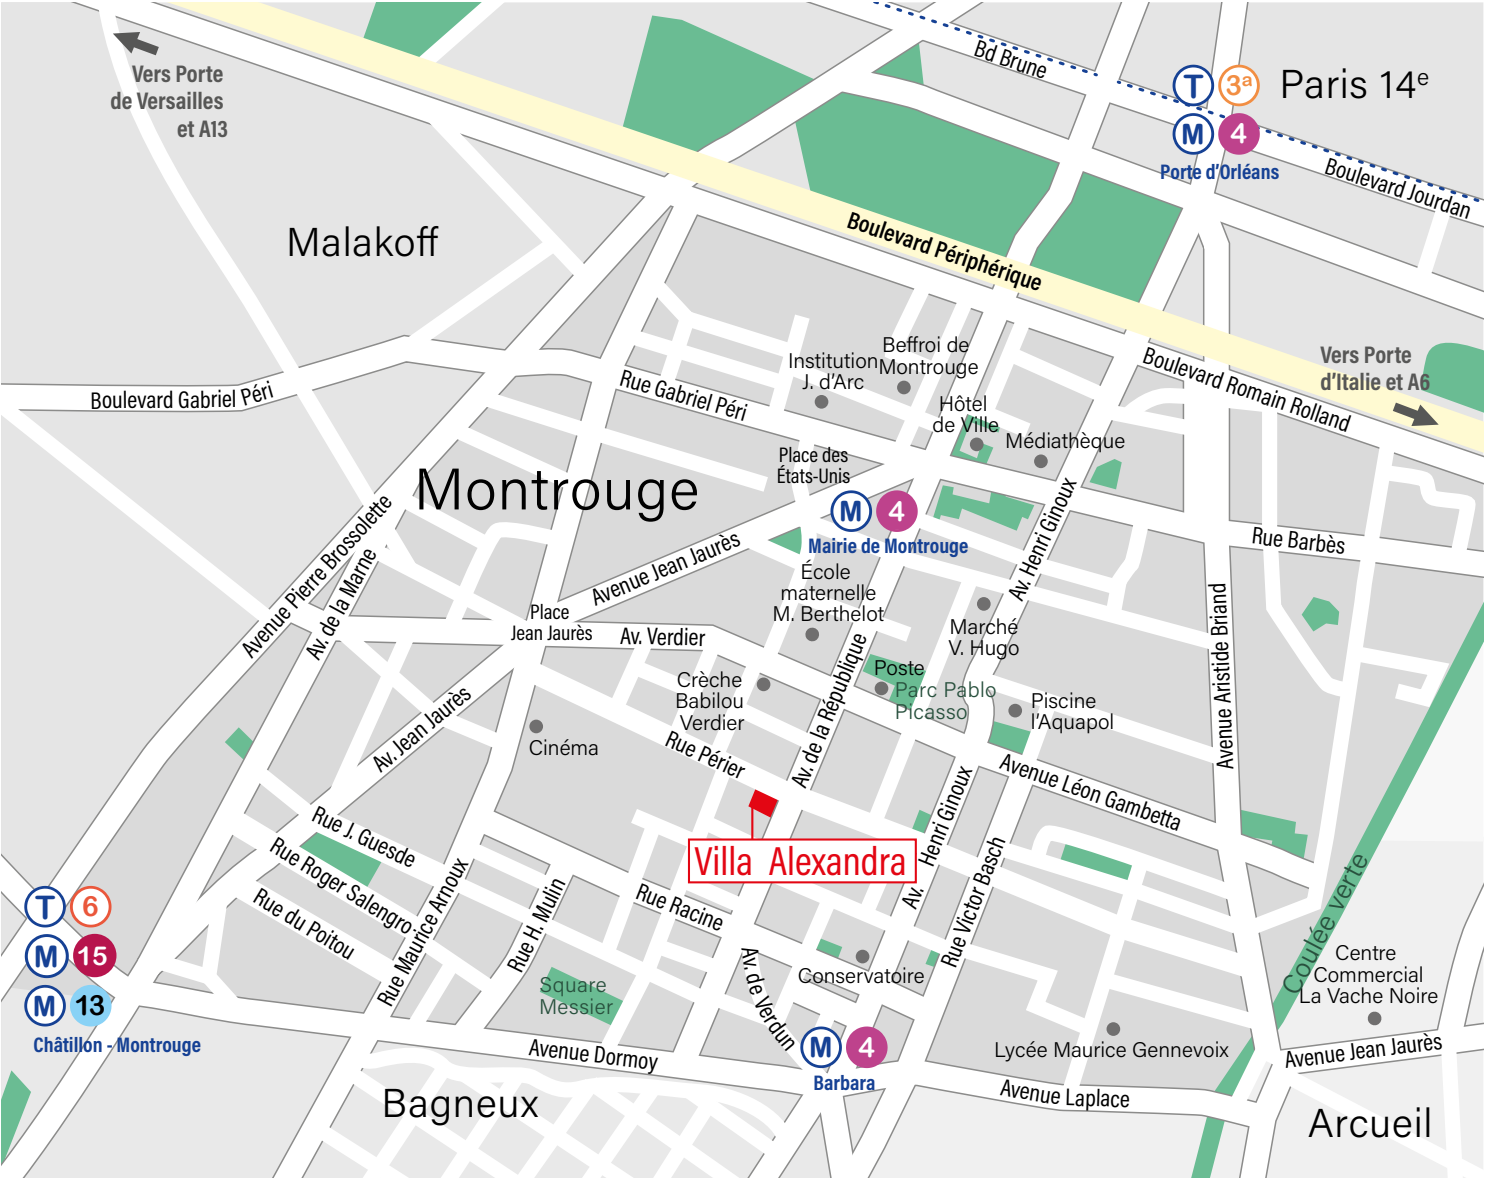 Bd Brune
T 3a
Paris 14e
M 4
Porte d'Orléans
Boulevard Jourdan
Vers Porte
de Versailles
et A13
Malakoff
Boulevard Périphérique
Vers Porte
d'Italie et A6
Boulevard Romain Rolland
Beffroi de
Montrouge
Institution
J. d'Arc
Boulevard Gabriel Péri
Rue Gabriel Péri
Hôtel
de Ville
Médiathèque
Place des
États-Unis
Montrouge
M 4
Mairie de Montrouge
Rue Barbès
Avenue Pierre Brossolette
Av. de la Marne
Avenue Jean Jaurès
Av. Henri Ginoux
École
maternelle
M. Berthelot
Place
Jean Jaurès
Av. Verdier
Marché
V. Hugo
Avenue Aristide Briand
Poste
Parc Pablo
Picasso
Crèche
Babilou
Verdier
Av. de la République
Piscine
l'Aquapol
Av. Jean Jaurès
Cinéma
Rue Périer
Avenue Léon Gambetta
Villa Alexandra
Av. Henri Ginoux
Rue Victor Basch
Rue J. Guesde
Rue Roger Salengro
Rue du Poitou
Rue Maurice Arnoux
Rue H. Mulin
Rue Racine
Av. de Verdun
Conservatoire
Coulée verte
T 6
M 15
M 13
Châtillon - Montrouge
Square
Messier
Centre
Commercial
La Vache Noire
Avenue Dormoy
M 4
Barbara
Lycée Maurice Gennevoix
Avenue Jean Jaurès
Avenue Laplace
Bagneux
Arcueil